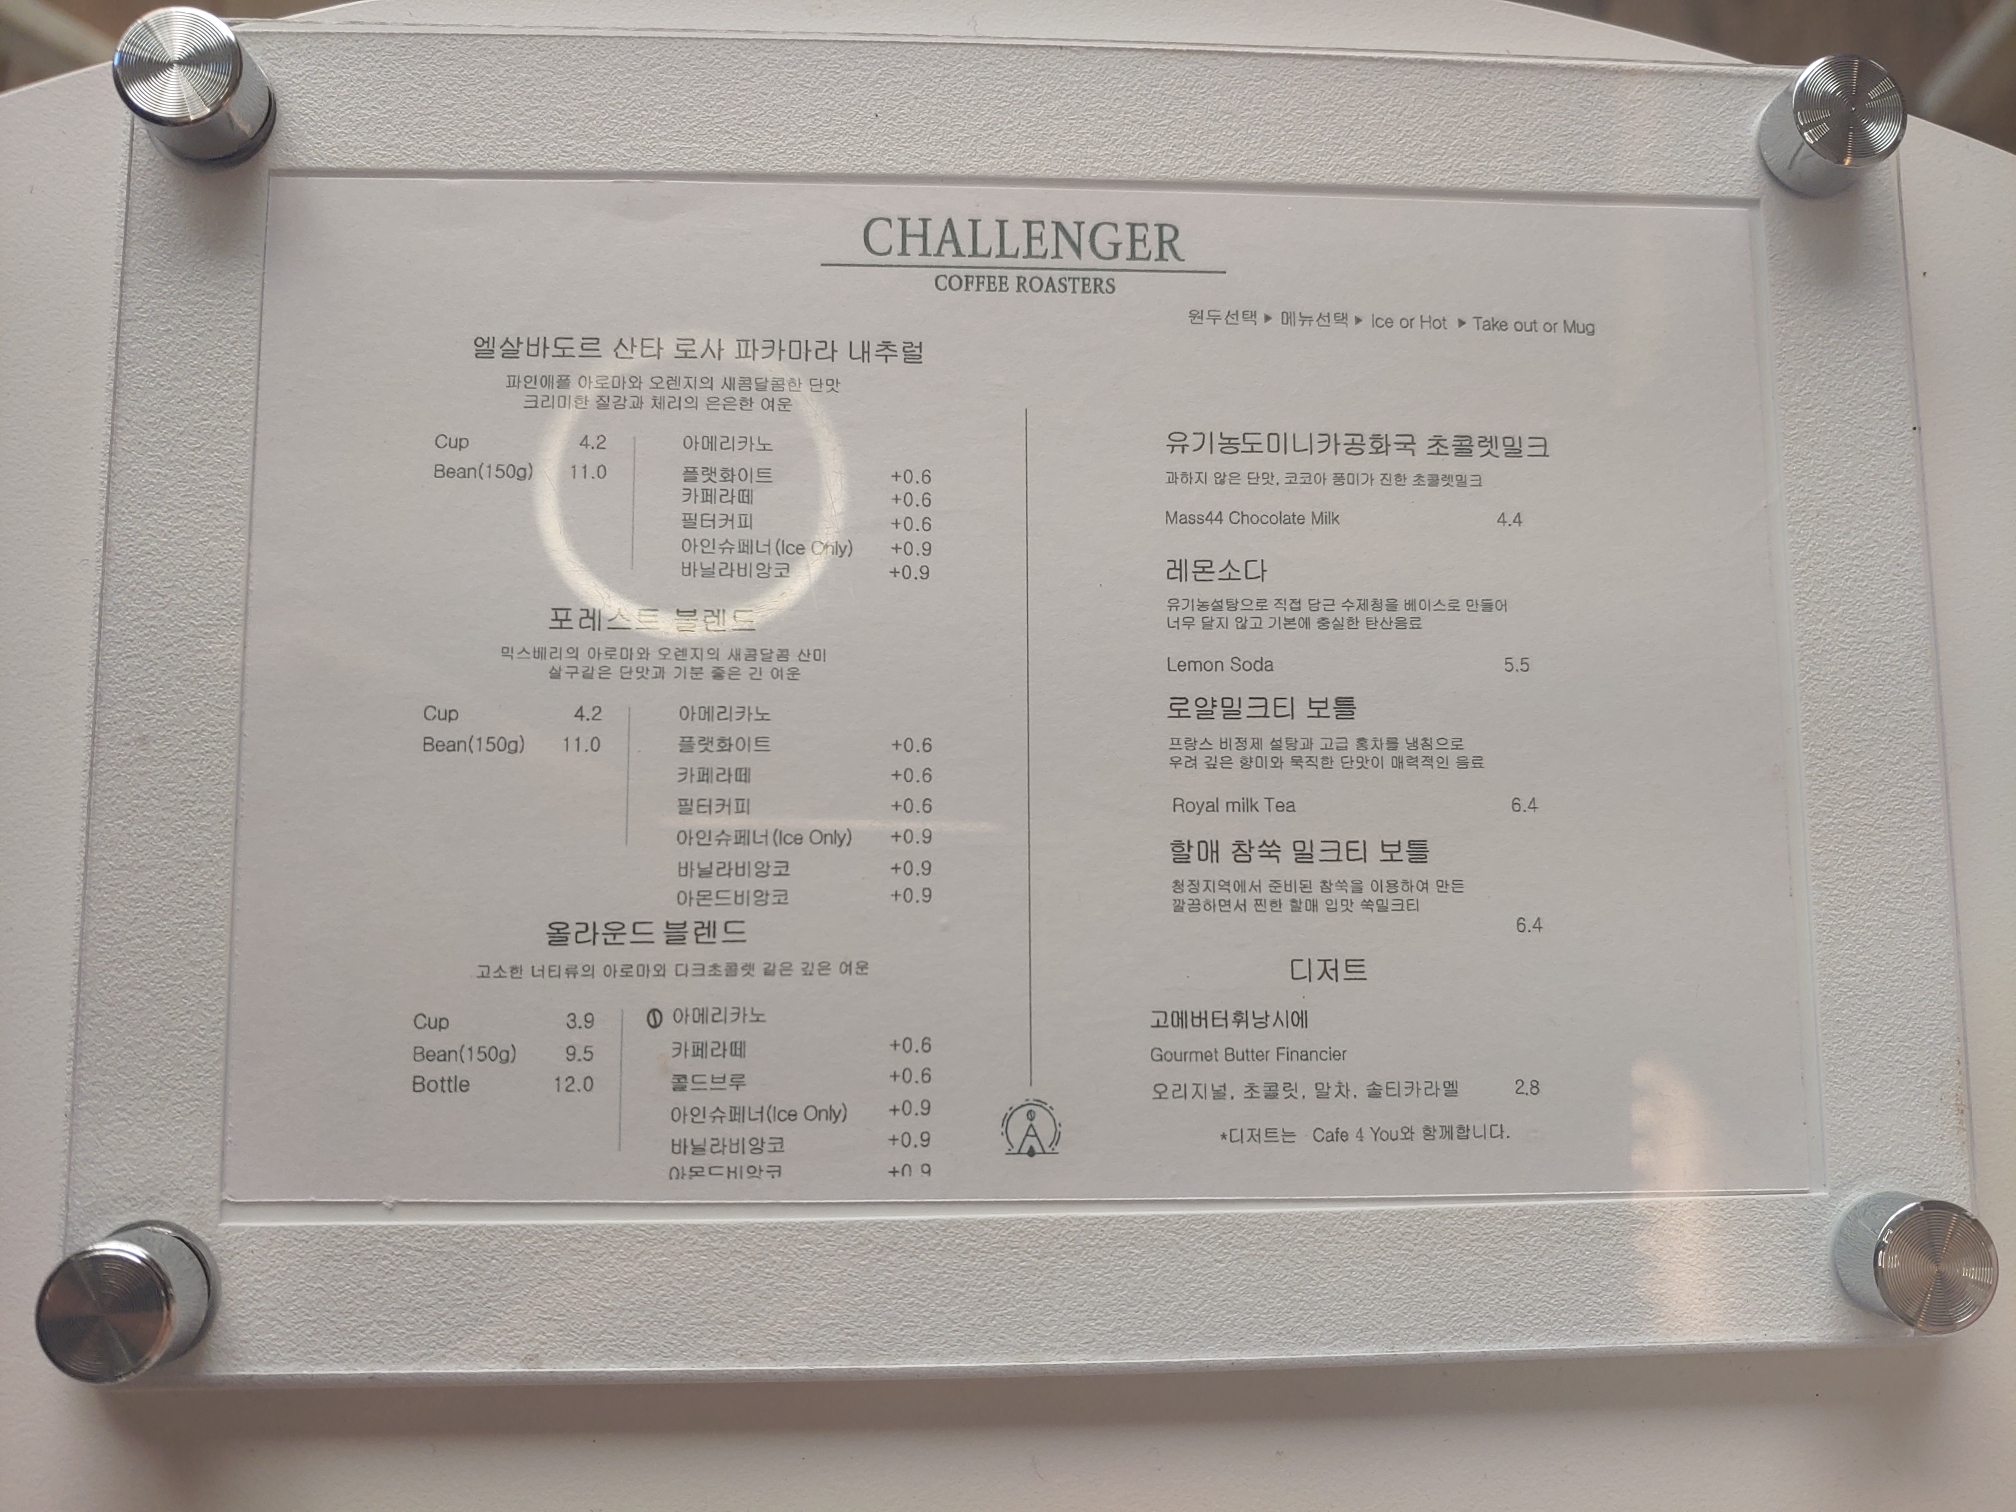 CHALLENGER
COFFEE ROASTERS
원두선택 ▶ 메뉴선택 ▶ Ice or Hot ▶ Take out or Mug
엘살바도르 산타 로사 파카마라 내추럴
파인애플 아로마와 오렌지의 새콤달콤한 단맛
크리미한 질감과 체리의 은은한 여운
Cup 4.2
Bean(150g) 11.0
아메리카노
플랫화이트 +0.6
카페라떼 +0.6
필터커피 +0.6
아인슈페너(Ice Only) +0.9
바닐라비앙코 +0.9
포레스트 블렌드
믹스베리의 아로마와 오렌지의 새콤달콤 산미
살구같은 단맛과 기분 좋은 긴 여운
Cup 4.2
Bean(150g) 11.0
아메리카노
플랫화이트 +0.6
카페라떼 +0.6
필터커피 +0.6
아인슈페너(Ice Only) +0.9
바닐라비앙코 +0.9
아몬드비앙코 +0.9
올라운드 블렌드
고소한 너티류의 아로마와 다크초콜렛 같은 깊은 여운
Cup 3.9
Bean(150g) 9.5
Bottle 12.0
아메리카노
카페라떼 +0.6
콜드브루 +0.6
아인슈페너(Ice Only) +0.9
바닐라비앙코 +0.9
아몬드비앙코 +0.9
유기농도미니카공화국 초콜렛밀크
과하지 않은 단맛, 코코아 풍미가 진한 초콜렛밀크
Mass44 Chocolate Milk 4.4
레몬소다
유기농설탕으로 직접 당근 수제청을 베이스로 만들어
너무 달지 않고 기본에 충실한 탄산음료
Lemon Soda 5.5
로얄밀크티 보틀
프랑스 비정제 설탕과 고급 홍차를 냉침으로
우려 깊은 향미와 묵직한 단맛이 매력적인 음료
Royal milk Tea 6.4
할매 참쑥 밀크티 보틀
청정지역에서 준비된 참쑥을 이용하여 만든
깔끔하면서 찐한 할매 입맛 쑥밀크티
6.4
디저트
고메버터휘낭시에
Gourmet Butter Financier
오리지널, 초콜릿, 말차, 솔티카라멜 2.8
*디저트는 Cafe 4 You와 함께합니다.